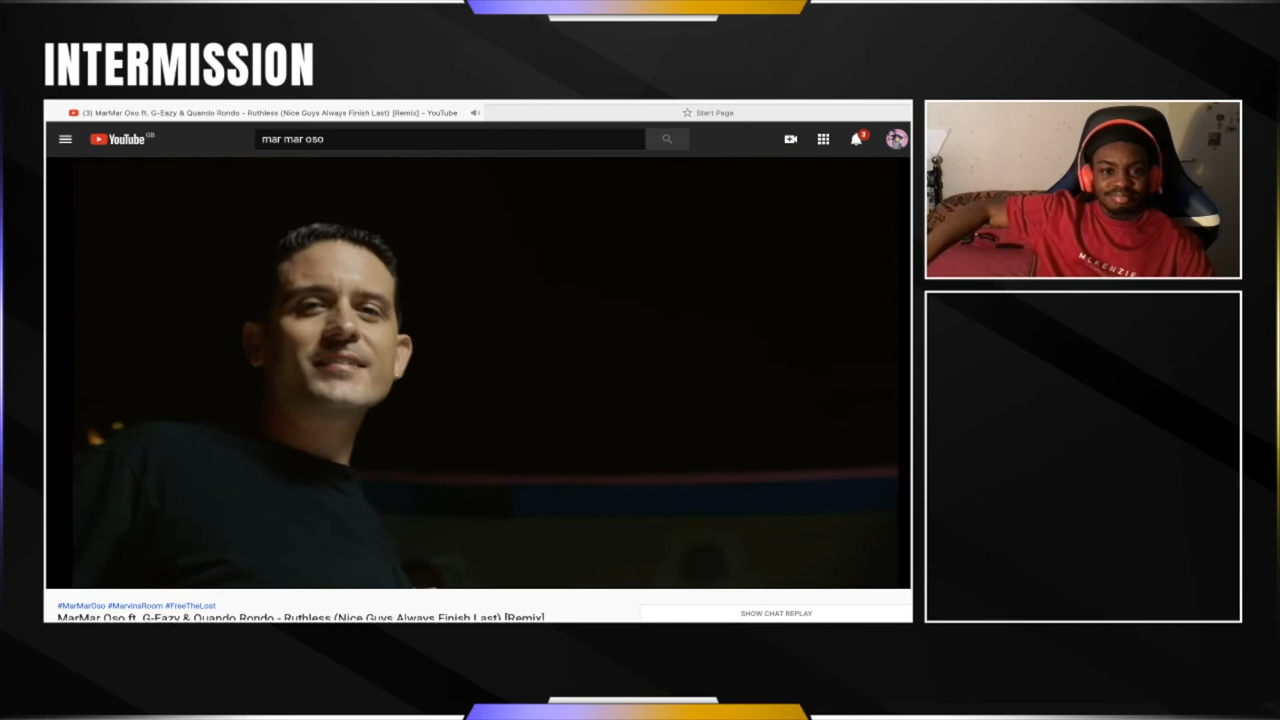 INTERMISSION
(3) MarMar Oso ft. G-Eazy & Quando Rondo - Ruthless (Nice Guys Always Finish Last) [Remix] - YouTube
Start Page
YouTube GB
mar mar oso
3
MCKENZIE
#MarMarOso #MarvinsRoom #FreeTheLost
MarMar Oso ft. G-Eazy & Quando Rondo - Ruthless (Nice Guys Always Finish Last) [Remix]
SHOW CHAT REPLAY